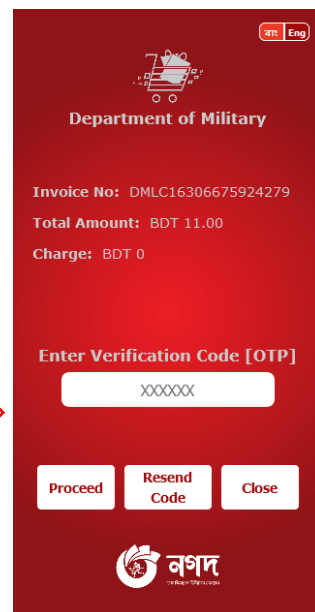 বাং Eng
Department of Military
Invoice No: DMLC16306675924279
Total Amount: BDT 11.00
Charge: BDT 0
Enter Verification Code [OTP]
XXXXXX
Proceed
Resend
Code
Close
নগদ